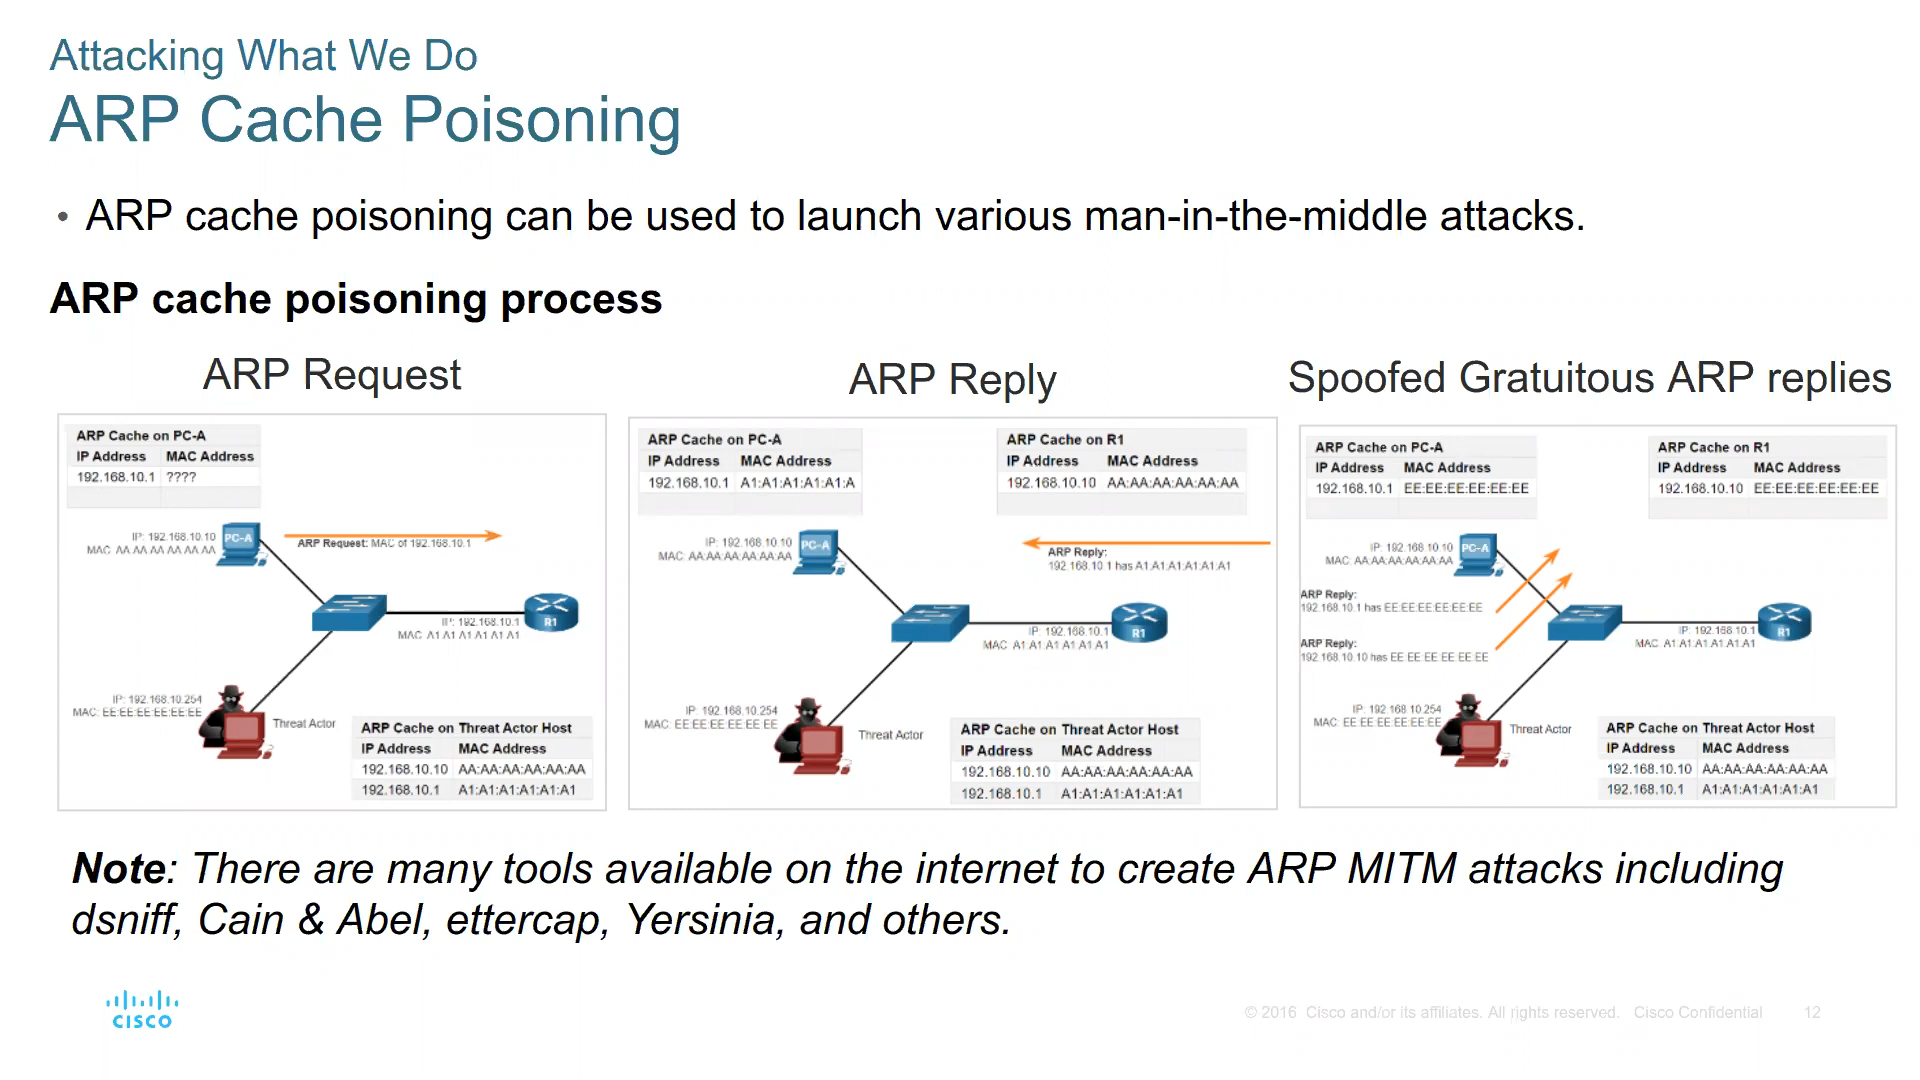 Attacking What We Do
ARP Cache Poisoning
• ARP cache poisoning can be used to launch various man-in-the-middle attacks.
ARP cache poisoning process
ARP Request
ARP Cache on PC-A
IP Address MAC Address
192.168.10.1 ????
IP: 192.168.10.10
MAC: AA AA AA AA AA AA
PC-A
ARP Request: MAC of 192.168.10.1
R1
IP: 192.168.10.1
MAC A1 A1 A1 A1 A1 A1
IP: 192.168.10.254
MAC: EE:EE:EE:EE:EE:EE
Threat Actor
ARP Cache on Threat Actor Host
IP Address MAC Address
192.168.10.10 AA:AA:AA:AA:AA:AA
192.168.10.1 A1:A1:A1:A1:A1:A1
ARP Reply
ARP Cache on PC-A
IP Address MAC Address
192.168.10.1 A1:A1:A1:A1:A1:A
ARP Cache on R1
IP Address MAC Address
192.168.10.10 AA:AA:AA:AA:AA:AA
IP: 192.168.10.10
MAC: AA:AA:AA:AA:AA:AA
PC-A
ARP Reply:
192.168.10.1 has A1:A1:A1:A1:A1:A1
R1
IP: 192.168.10.1
MAC: A1:A1:A1:A1:A1:A1
IP: 192.168.10.254
MAC: EE:EE:EE:EE:EE:EE
Threat Actor
ARP Cache on Threat Actor Host
IP Address MAC Address
192.168.10.10 AA:AA:AA:AA:AA:AA
192.168.10.1 A1:A1:A1:A1:A1:A1
Spoofed Gratuitous ARP replies
ARP Cache on PC-A
IP Address MAC Address
192.168.10.1 EE:EE:EE:EE:EE:EE
ARP Cache on R1
IP Address MAC Address
192.168.10.10 EE:EE:EE:EE:EE:EE
IP: 192.168.10.10
MAC: AA:AA:AA:AA:AA:AA
PC-A
ARP Reply:
192.168.10.1 has EE:EE:EE:EE:EE:EE
ARP Reply:
192.168.10.10 has EE EE EE EE EE EE
R1
IP: 192.168.10.1
MAC: A1:A1:A1:A1:A1:A1
IP: 192.168.10.254
MAC: EE EE EE EE EE:EE
Threat Actor
ARP Cache on Threat Actor Host
IP Address MAC Address
192.168.10.10 AA:AA:AA:AA:AA:AA
192.168.10.1 A1:A1:A1:A1:A1:A1
Note: There are many tools available on the internet to create ARP MITM attacks including
dsniff, Cain & Abel, ettercap, Yersinia, and others.
CISCO
© 2016 Cisco and/or its affiliates. All rights reserved. Cisco Confidential 12